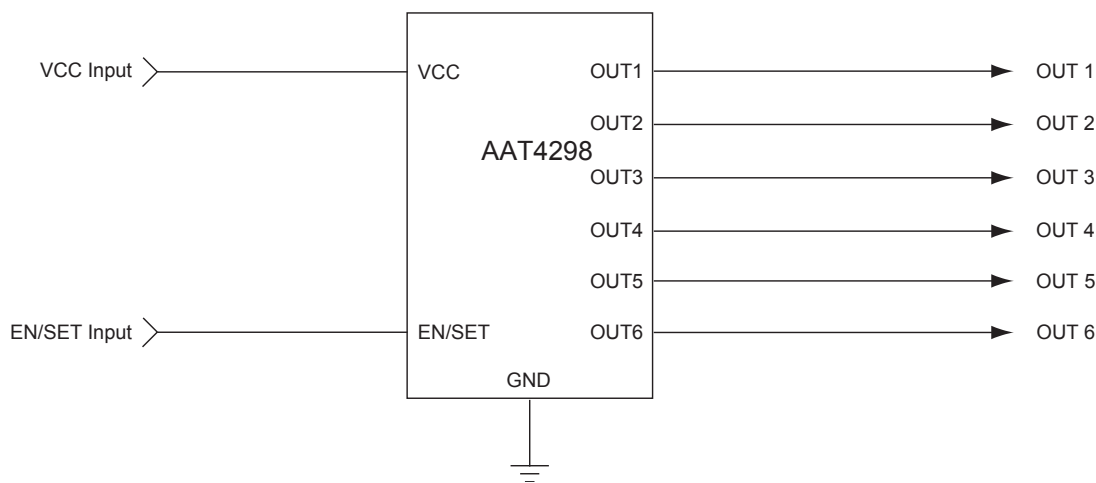 VCC Input
VCC
OUT1
OUT 1
OUT2
OUT 2
AAT4298
OUT3
OUT 3
OUT4
OUT 4
OUT5
OUT 5
EN/SET Input
EN/SET
OUT6
OUT 6
GND